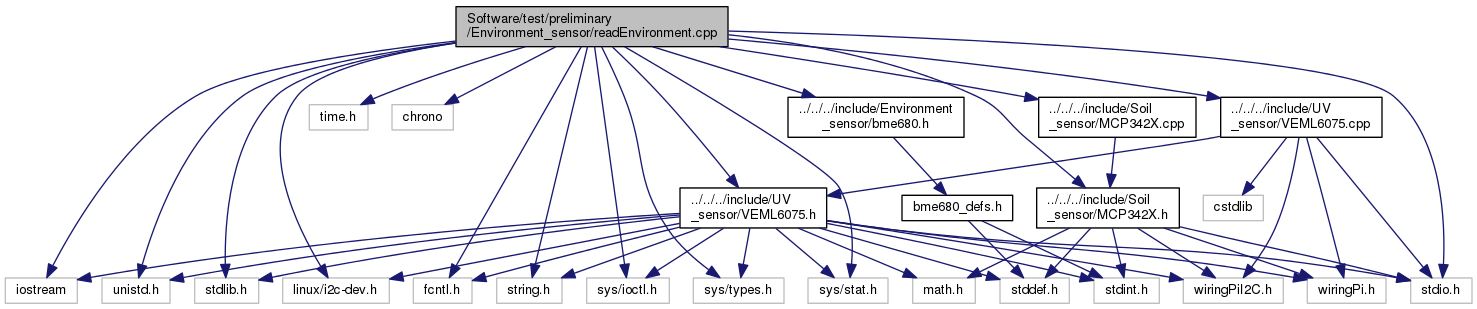 Software/test/preliminary
/Environment_sensor/readEnvironment.cpp
time.h
chrono
../../../include/Environment
_sensor/bme680.h
../../../include/Soil
_sensor/MCP342X.cpp
../../../include/UV
_sensor/VEML6075.cpp
../../../include/UV
_sensor/VEML6075.h
bme680_defs.h
../../../include/Soil
_sensor/MCP342X.h
cstdlib
iostream
unistd.h
stdlib.h
linux/i2c-dev.h
fcntl.h
string.h
sys/ioctl.h
sys/types.h
sys/stat.h
math.h
stddef.h
stdint.h
wiringPiI2C.h
wiringPi.h
stdio.h